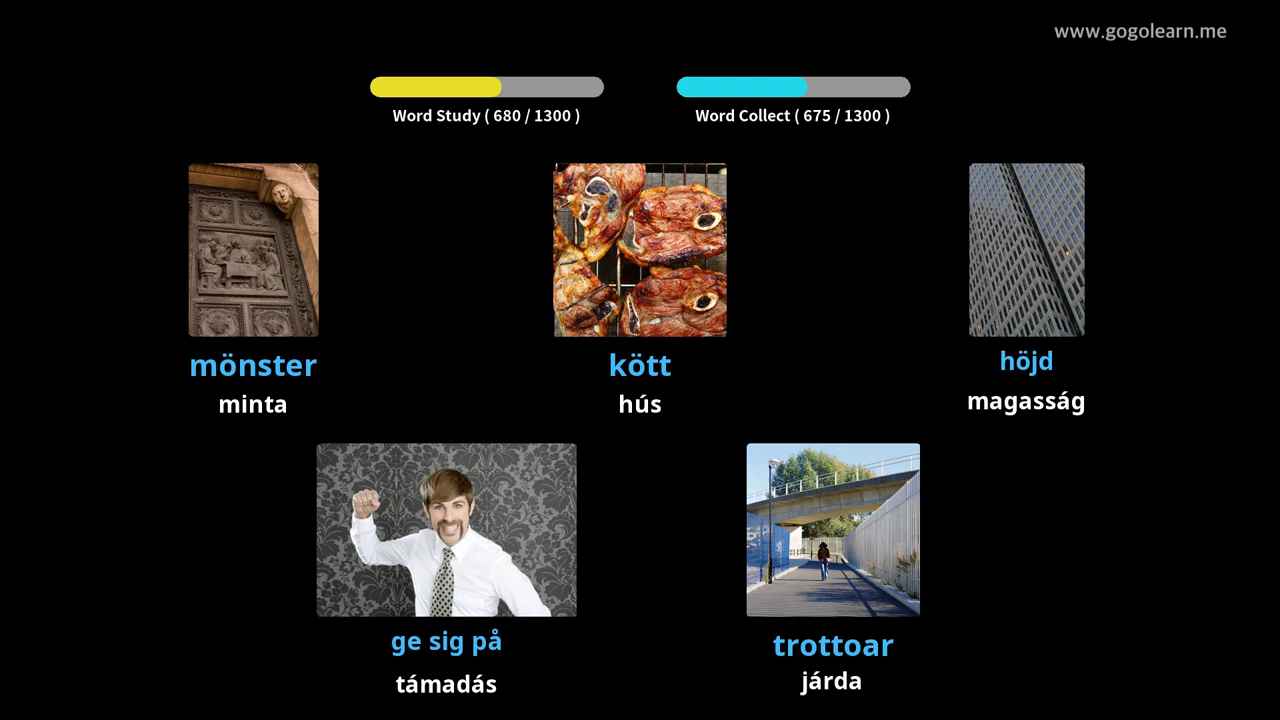 www.gogolearn.me
Word Study ( 680 / 1300 )
Word Collect ( 675 / 1300 )
mönster
minta
kött
hús
höjd
magasság
ge sig på
támadás
trottoar
járda